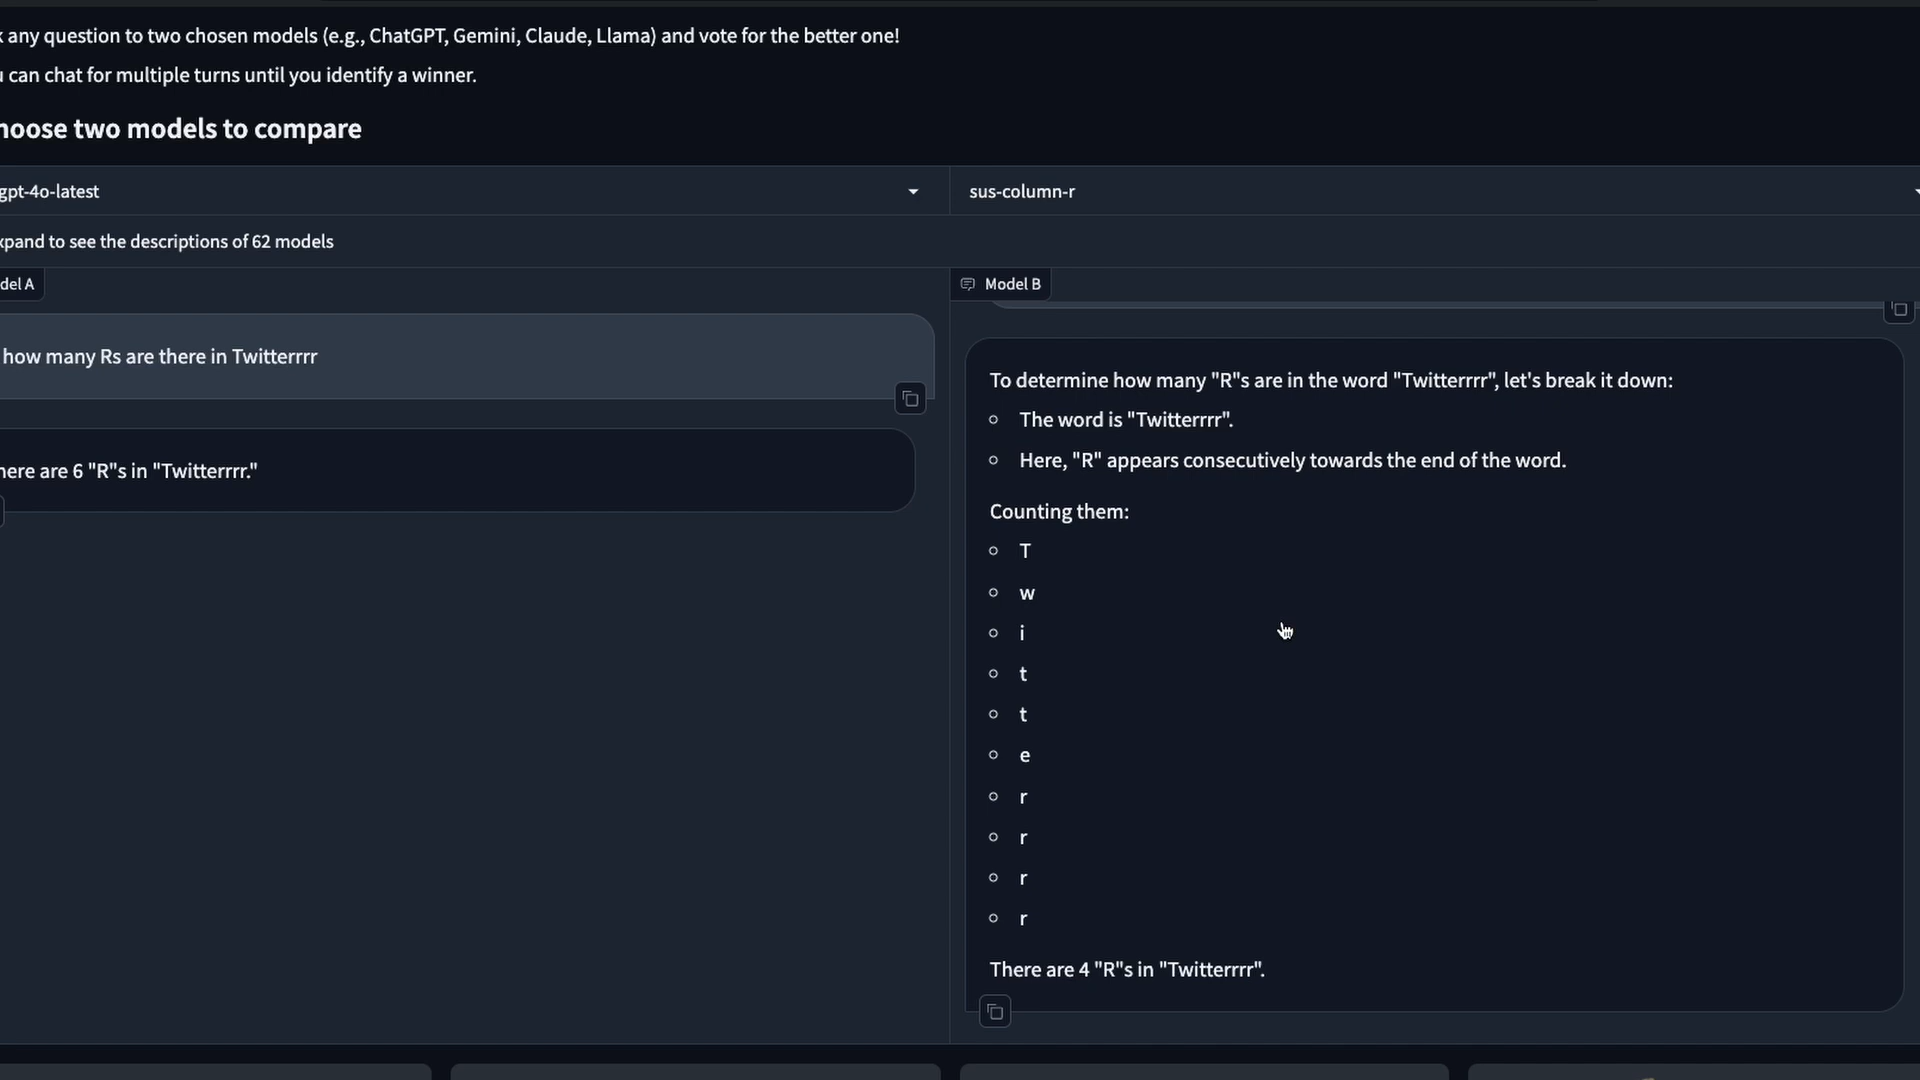 any question to two chosen models (e.g., ChatGPT, Gemini, Claude, Llama) and vote for the better one!
can chat for multiple turns until you identify a winner.
hoose two models to compare
gpt-4o-latest
sus-column-r
xpand to see the descriptions of 62 models
del A
Model B
how many Rs are there in Twitterrrr
here are 6 "R"s in "Twitterrrr."
To determine how many "R"s are in the word "Twitterrrr", let's break it down:
The word is "Twitterrrr".
Here, "R" appears consecutively towards the end of the word.
Counting them:
T
w
i
t
t
e
r
r
r
r
There are 4 "R"s in "Twitterrrr".